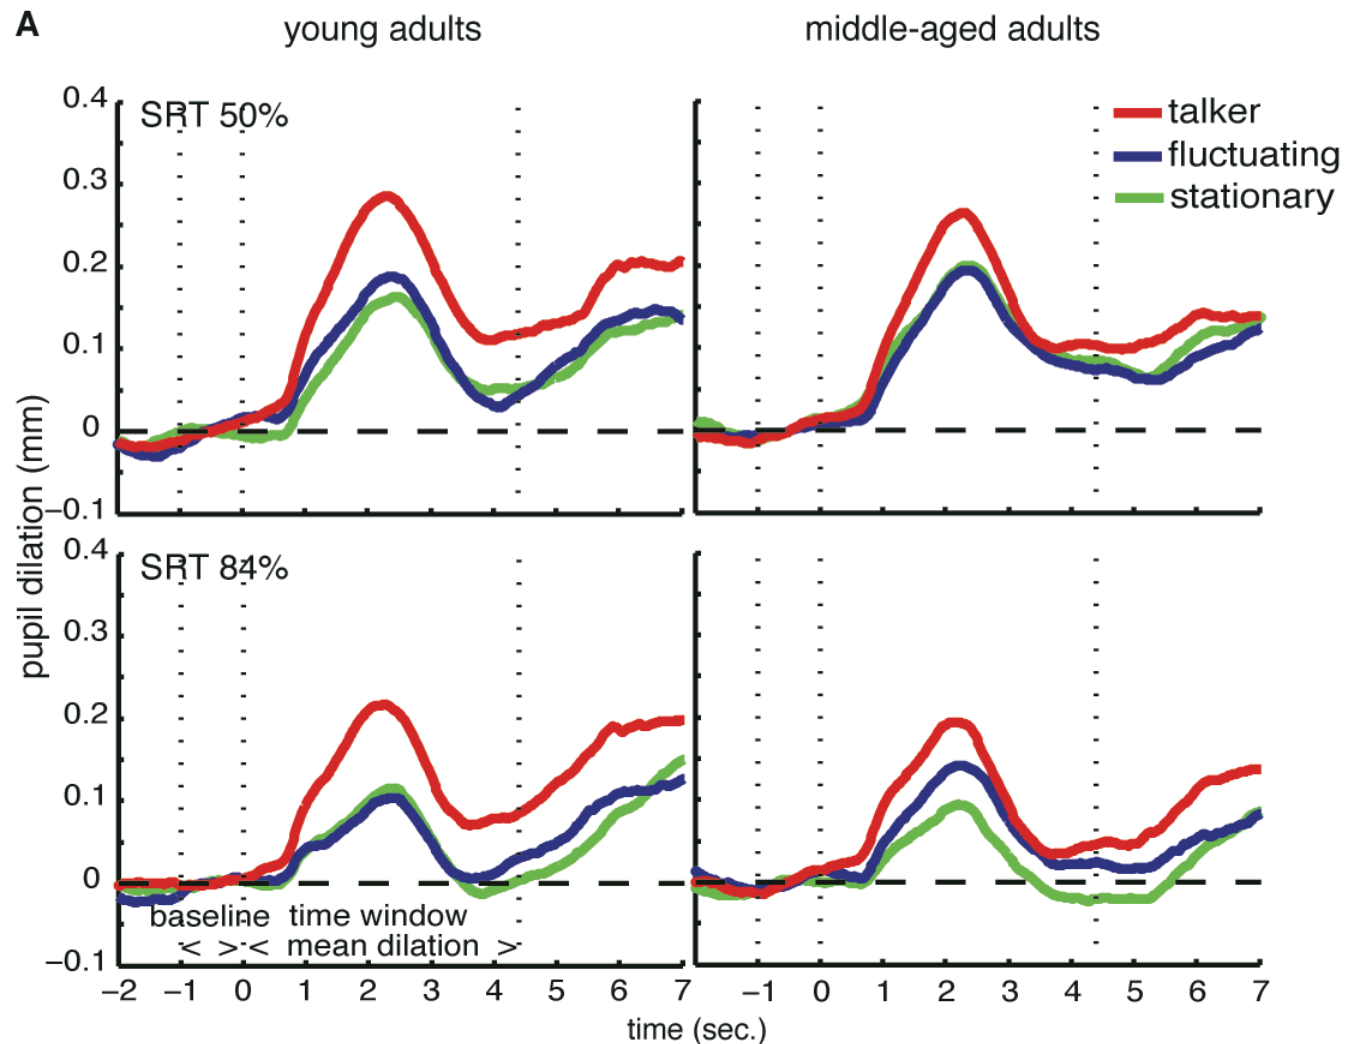 A
young adults
middle-aged adults
0.4
SRT 50%
talker
fluctuating
stationary
0.3
0.2
0.1
0
−0.1
pupil dilation (mm)
0.4
SRT 84%
0.3
0.2
0.1
0
baseline time window
< >< mean dilation >
−0.1
−2 −1 0 1 2 3 4 5 6 7
−1 0 1 2 3 4 5 6 7
time (sec.)